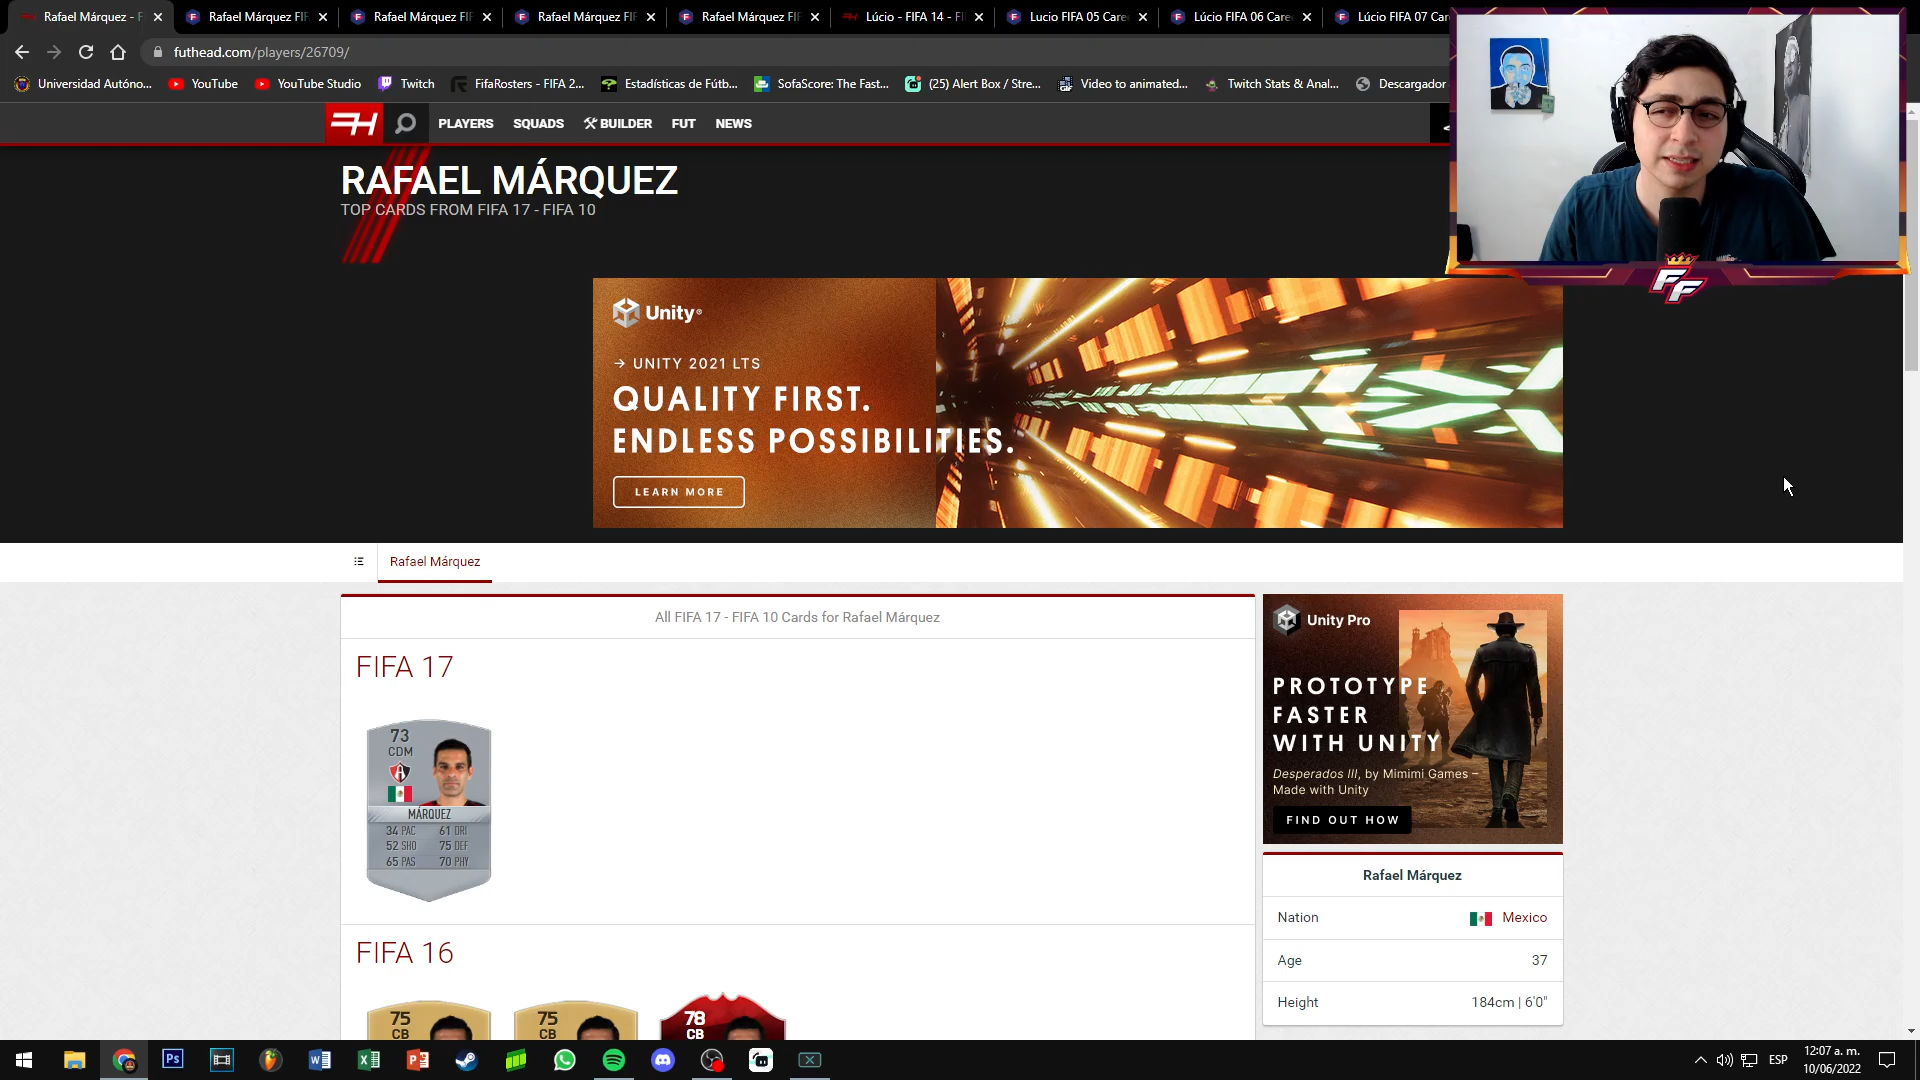 Rafael Márquez - F
Rafael Márquez FIF
Rafael Márquez FIF
Rafael Márquez FIF
Rafael Márquez FIF
Lúcio - FIFA 14 - FI
Lucio FIFA 05 Caree
Lúcio FIFA 06 Caree
Lúcio FIFA 07 Car
futhead.com/players/26709/
Universidad Autóno...
YouTube
YouTube Studio
Twitch
FifaRosters - FIFA 2...
Estadísticas de Fútb...
SofaScore: The Fast...
(25) Alert Box / Stre...
Video to animated...
Twitch Stats & Anal...
Descargador
FH
PLAYERS
SQUADS
BUILDER
FUT
NEWS
RAFAEL MÁRQUEZ
TOP CARDS FROM FIFA 17 - FIFA 10
FF
Unity®
→ UNITY 2021 LTS
QUALITY FIRST.
ENDLESS POSSIBILITIES.
LEARN MORE
Rafael Márquez
All FIFA 17 - FIFA 10 Cards for Rafael Márquez
FIFA 17
73
CDM
MÁRQUEZ
34 PAC 61 DRI
52 SHO 75 DEF
65 PAS 70 PHY
FIFA 16
75
CB
75
CB
78
CB
Unity Pro
PROTOTYPE
FASTER
WITH UNITY
Desperados III, by Mimimi Games –
Made with Unity
FIND OUT HOW
Rafael Márquez
Nation Mexico
Age 37
Height 184cm | 6'0"
Ps
ESP
12:07 a. m.
10/06/2022